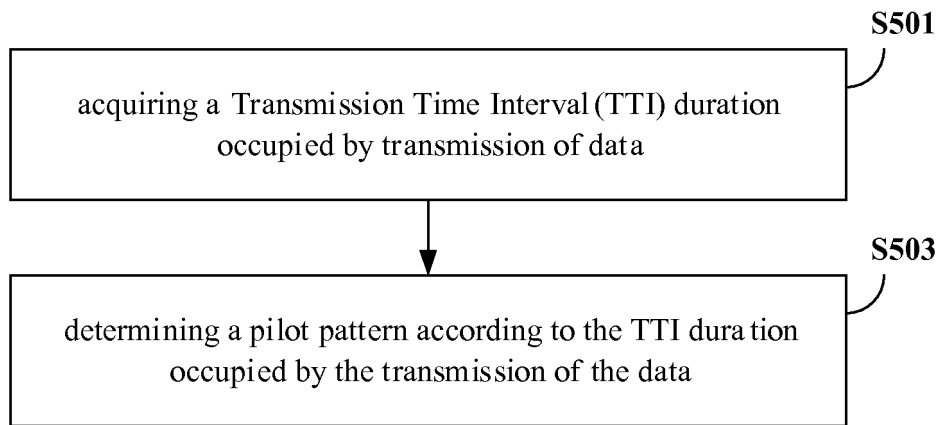 S501
acquiring a Transmission Time Interval (TTI) duration
occupied by transmission of data
S503
determining a pilot pattern according to the TTI duration
occupied by the transmission of the data